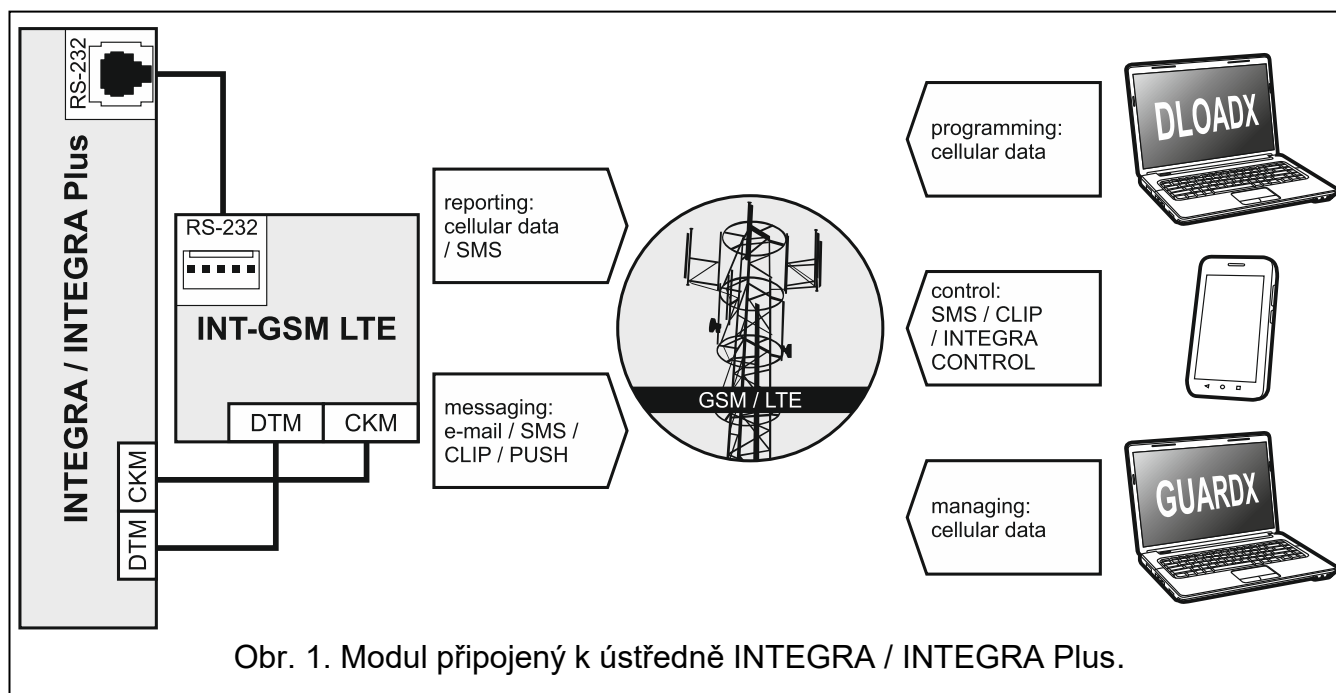 RS-232
INTEGRA / INTEGRA Plus
CKM
DTM
RS-232
INT-GSM LTE
DTM
CKM
reporting:
cellular data
/ SMS
messaging:
e-mail / SMS /
CLIP / PUSH
GSM / LTE
programming:
cellular data
DLOADX
control:
SMS / CLIP
/ INTEGRA
CONTROL
managing:
cellular data
GUARDX
Obr. 1. Modul připojený k ústředně INTEGRA / INTEGRA Plus.